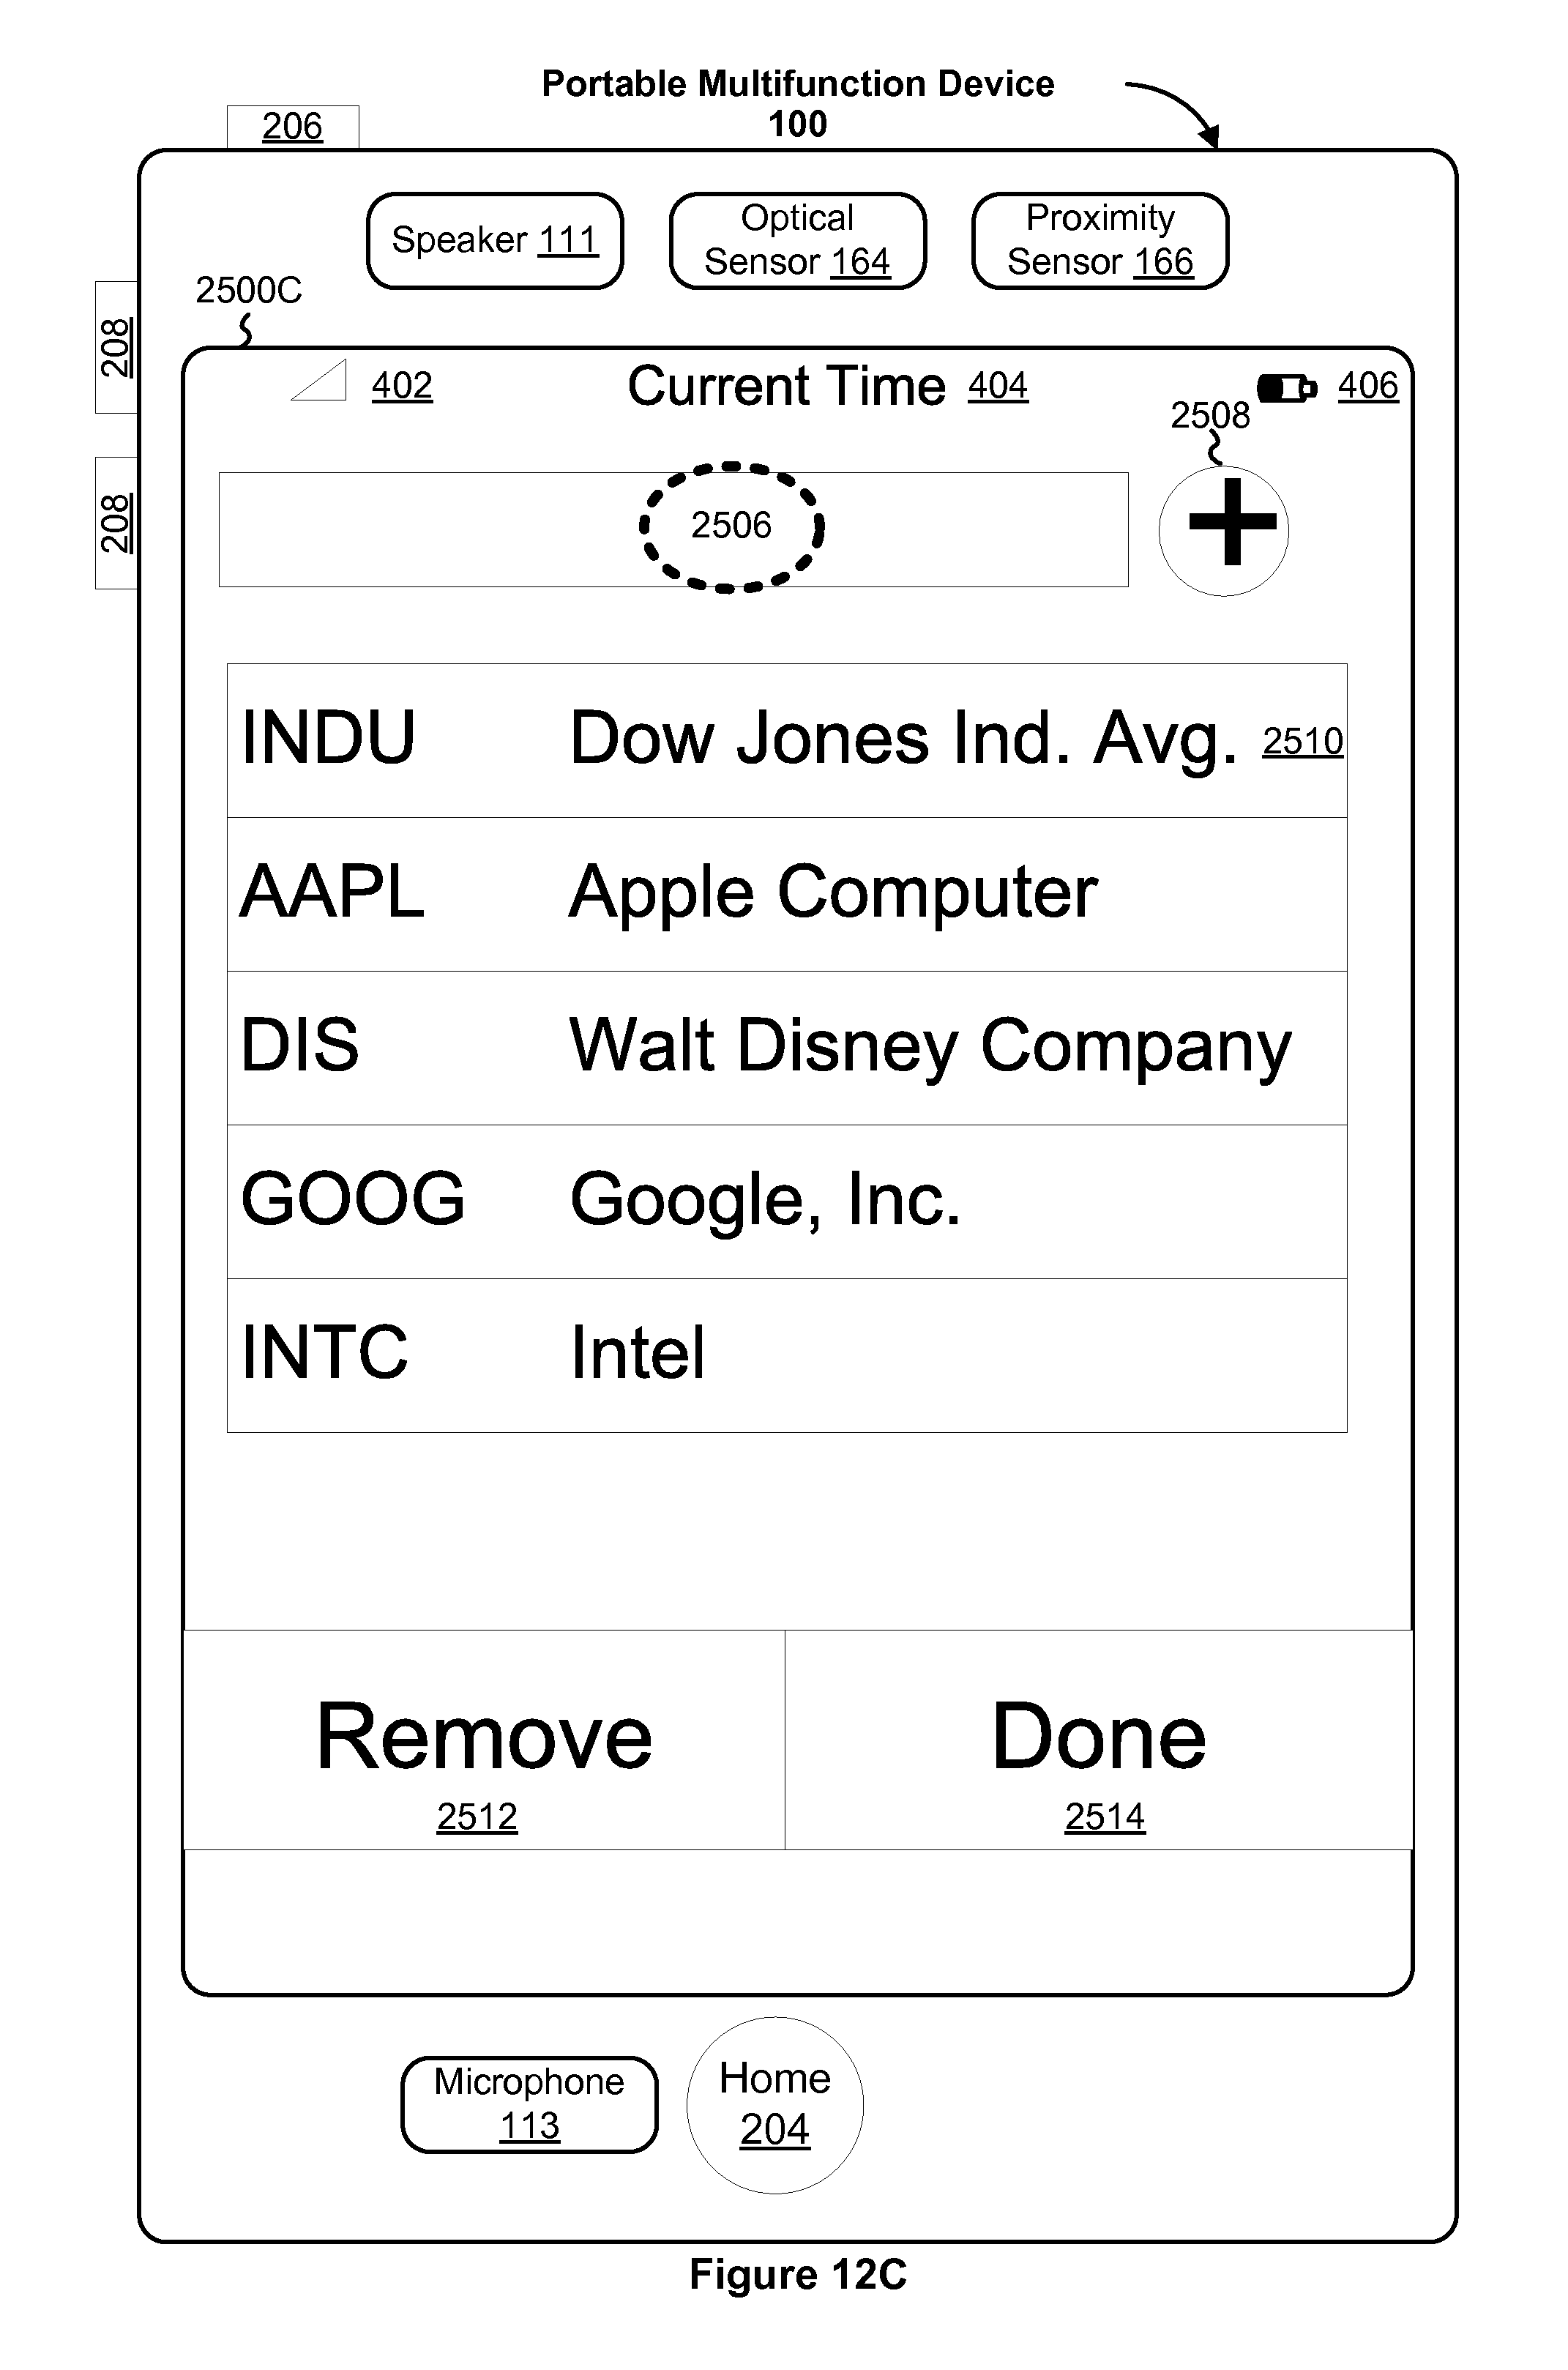 Portable Multifunction Device
100
206
Speaker 111
Optical
Sensor 164
Proximity
Sensor 166
2500C
208
402
Current Time 404
406
2508
208
2506
INDU Dow Jones Ind. Avg. 2510
AAPL Apple Computer
DIS Walt Disney Company
GOOG Google, Inc.
INTC Intel
Remove
2512
Done
2514
Microphone
113
Home
204
Figure 12C